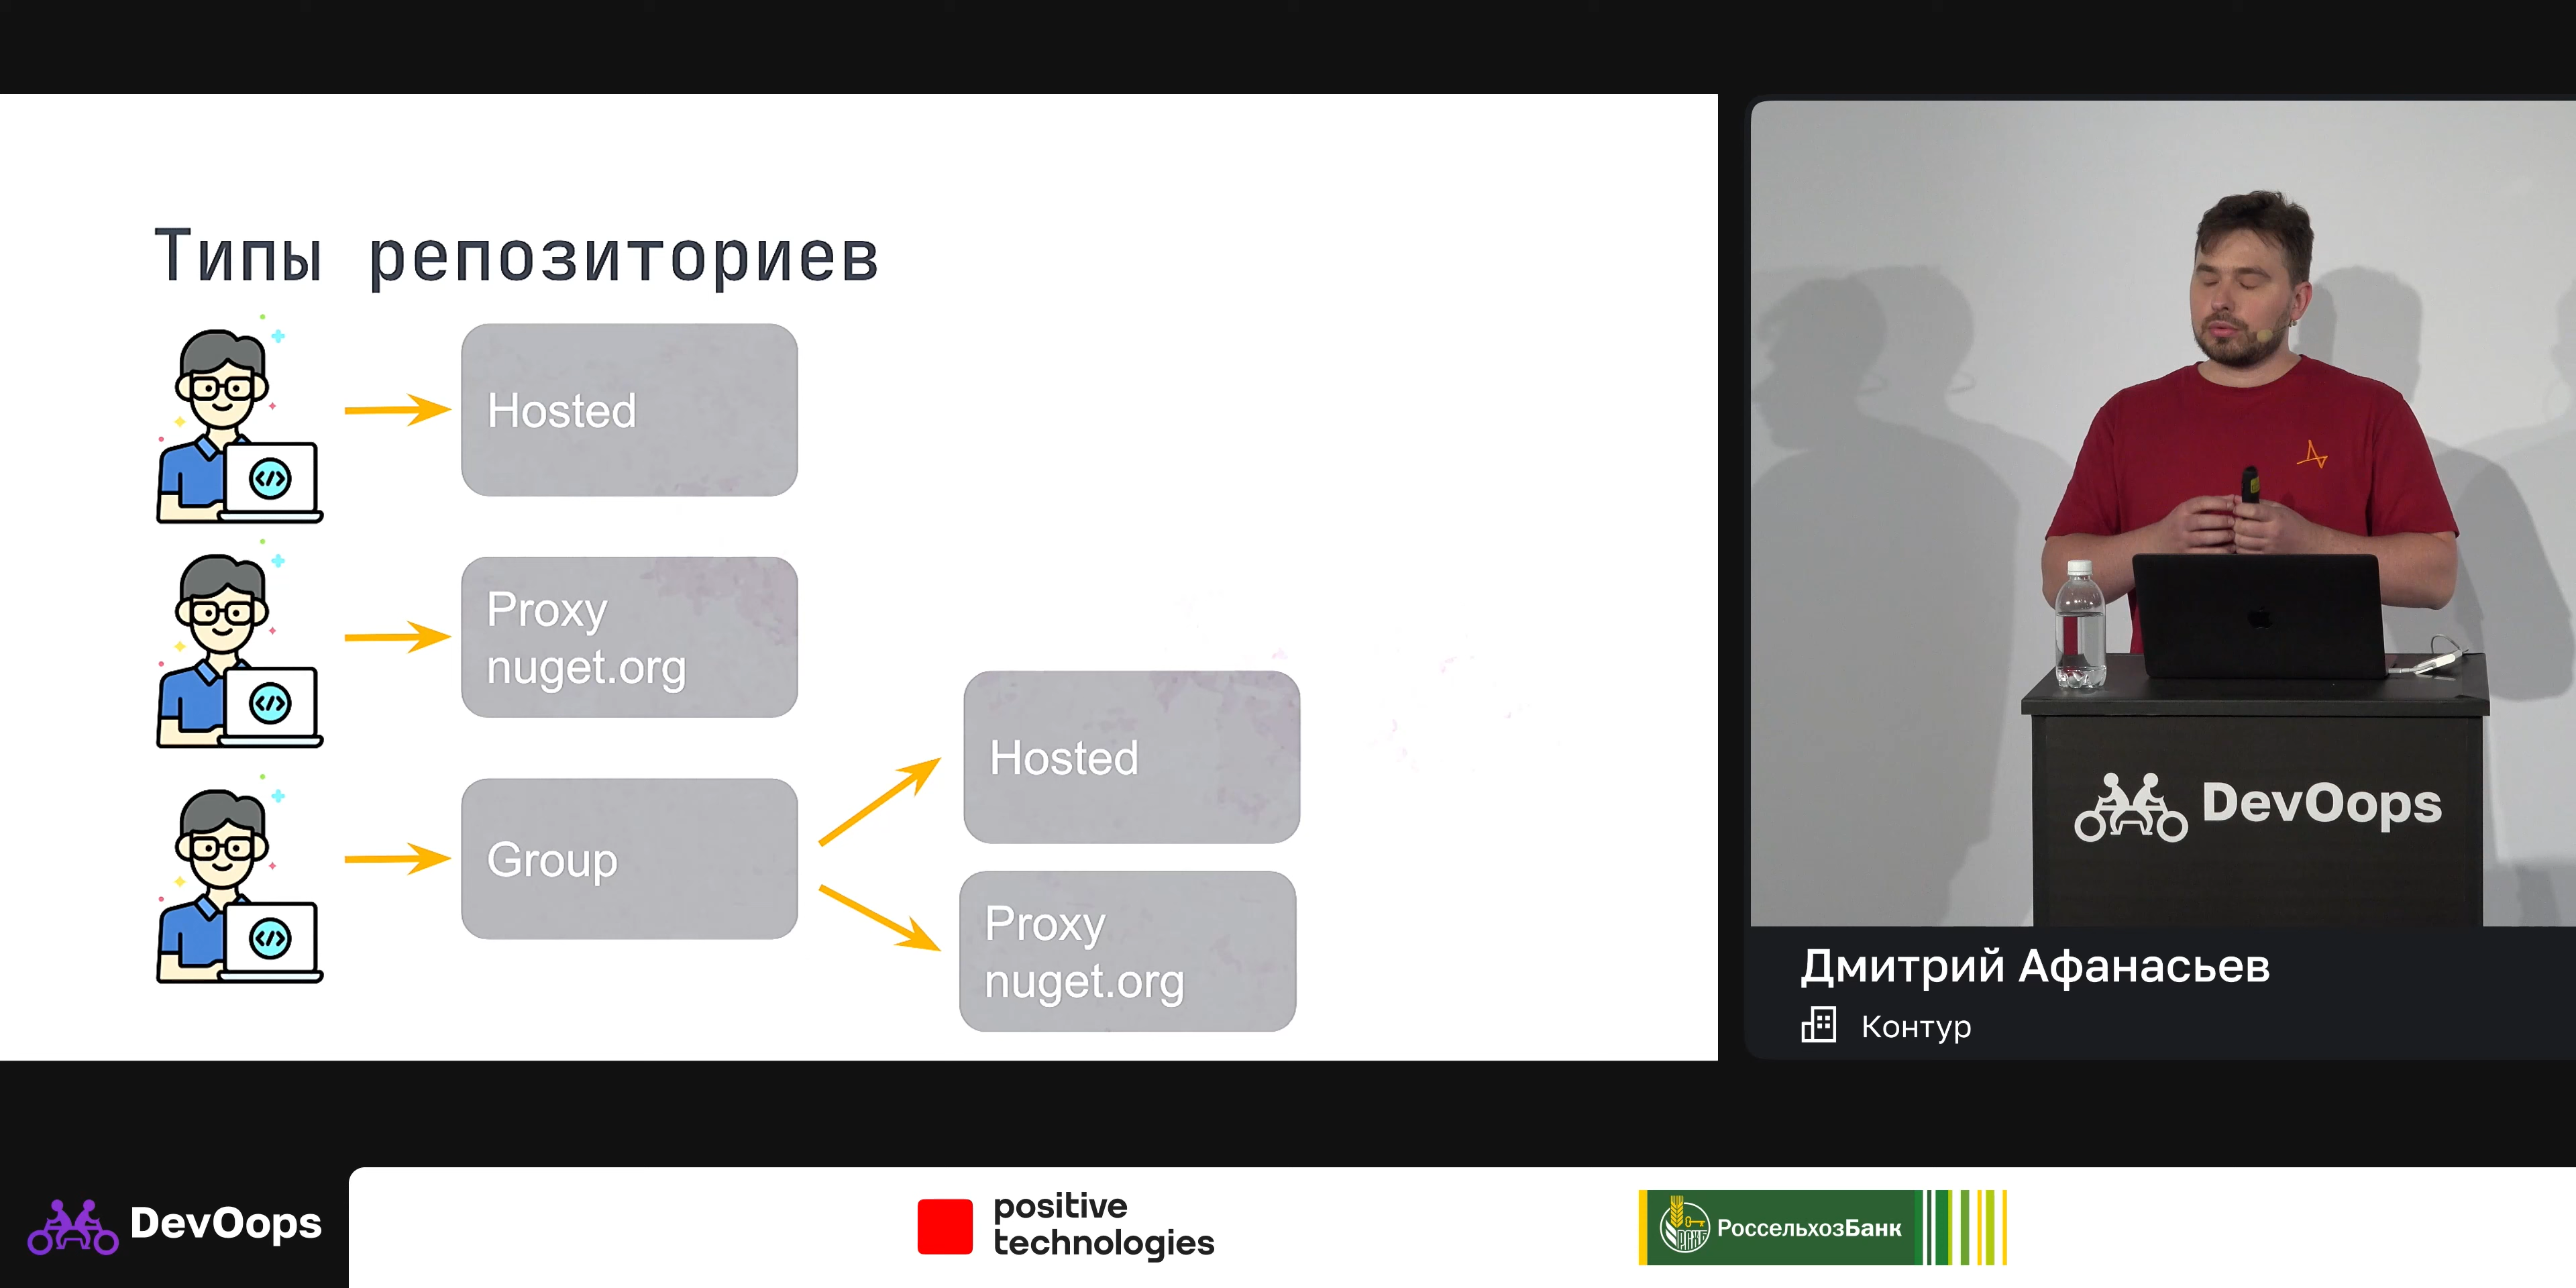 Типы репозиториев
Hosted
Proxy
nuget.org
Group
Hosted
Proxy
nuget.org
DevOops
Дмитрий Афанасьев
Контур
DevOops
positive
technologies
РСХБ
РоссельхозБанк